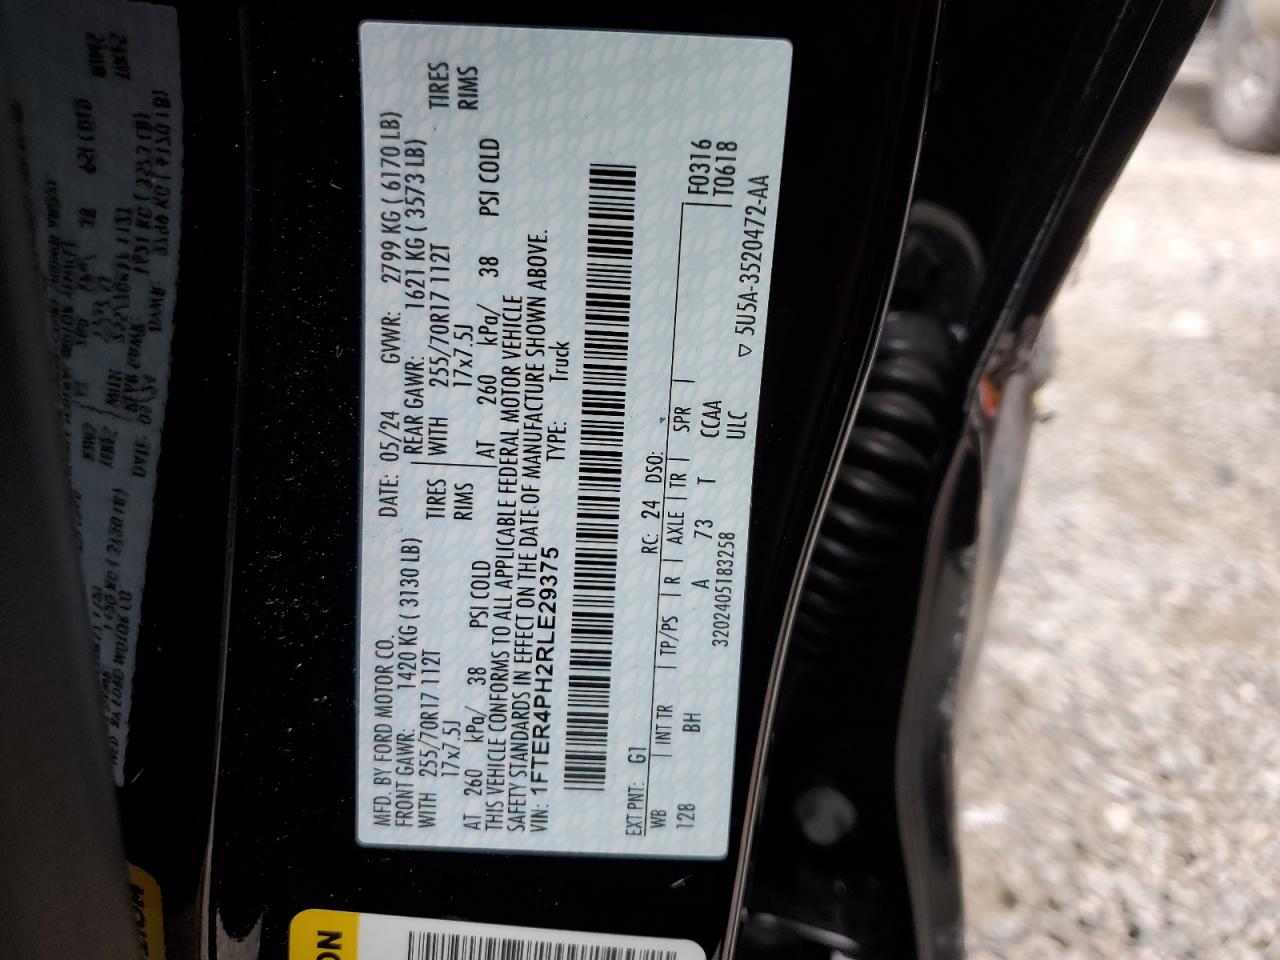 MFD. BY FORD MOTOR CO.
DATE: 05/24 GVWR: 2799 KG ( 6170 LB)
FRONT GAWR: 1420 KG ( 3130 LB) REAR GAWR: 1621 KG ( 3573 LB)
WITH 255/70R17 112T TIRES WITH 255/70R17 112T TIRES
17x7.5J RIMS 17x7.5J RIMS
AT 260 kPa/ 38 PSI COLD AT 260 kPa/ 38 PSI COLD
THIS VEHICLE CONFORMS TO ALL APPLICABLE FEDERAL MOTOR VEHICLE
SAFETY STANDARDS IN EFFECT ON THE DATE OF MANUFACTURE SHOWN ABOVE.
VIN: 1FTER4PH2RLE29375 TYPE: Truck
EXT PNT: G1 RC: 24 DSO:
WB INT TR TP/PS R AXLE TR SPR F0316
128 BH A 73 T CCAA T0618
3202405183258 ULC
▽ 5U5A-3520472-AA
ON